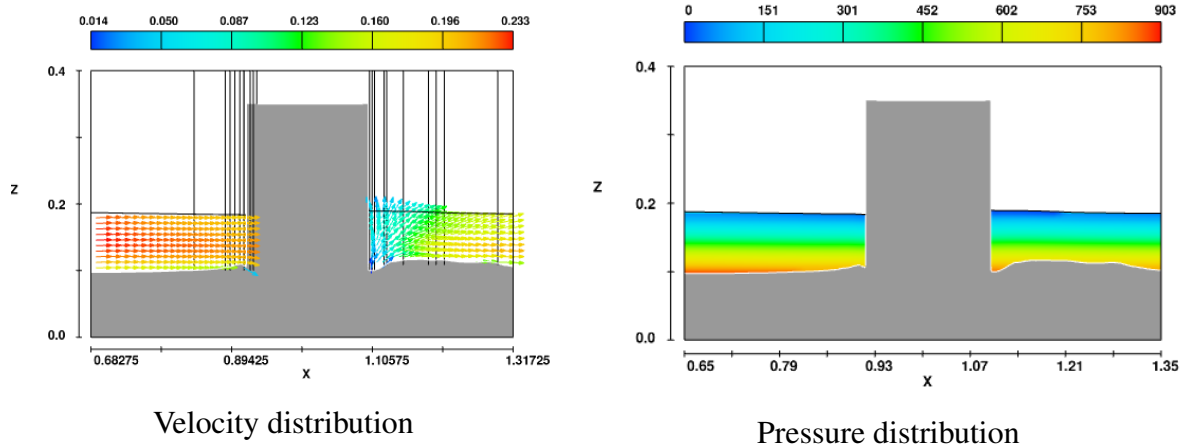 0.014 0.050 0.087 0.123 0.160 0.196 0.233
0.4
z
0.2
0.0
0.68275 0.89425 1.10575 1.31725
x
Velocity distribution
0 151 301 452 602 753 903
0.4
z
0.2
0.0
0.65 0.79 0.93 1.07 1.21 1.35
x
Pressure distribution